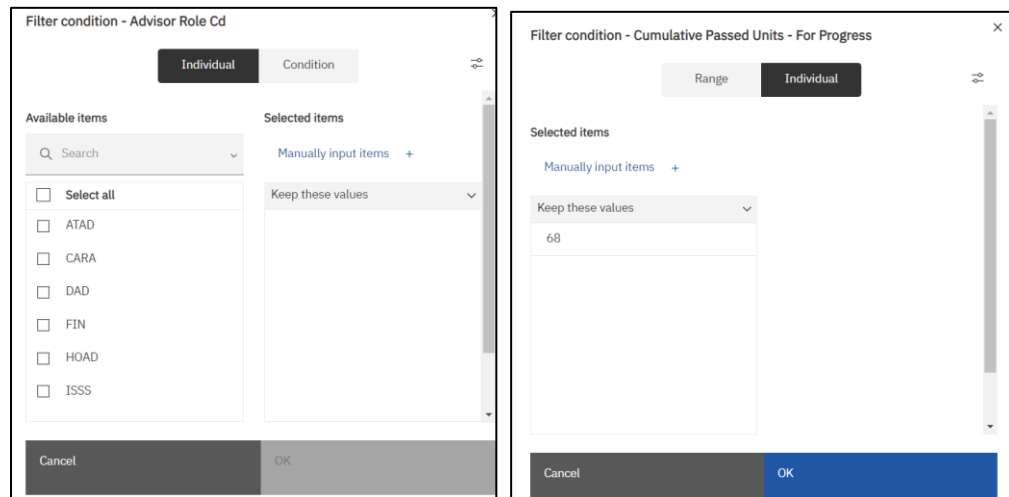 Filter condition - Advisor Role Cd
Individual
Condition
Available items
Selected items
Search
Manually input items +
Select all
Keep these values
ATAD
CARA
DAD
FIN
HOAD
ISSS
Cancel
OK
Filter condition - Cumulative Passed Units - For Progress
Range
Individual
Selected items
Manually input items +
Keep these values
68
Cancel
OK